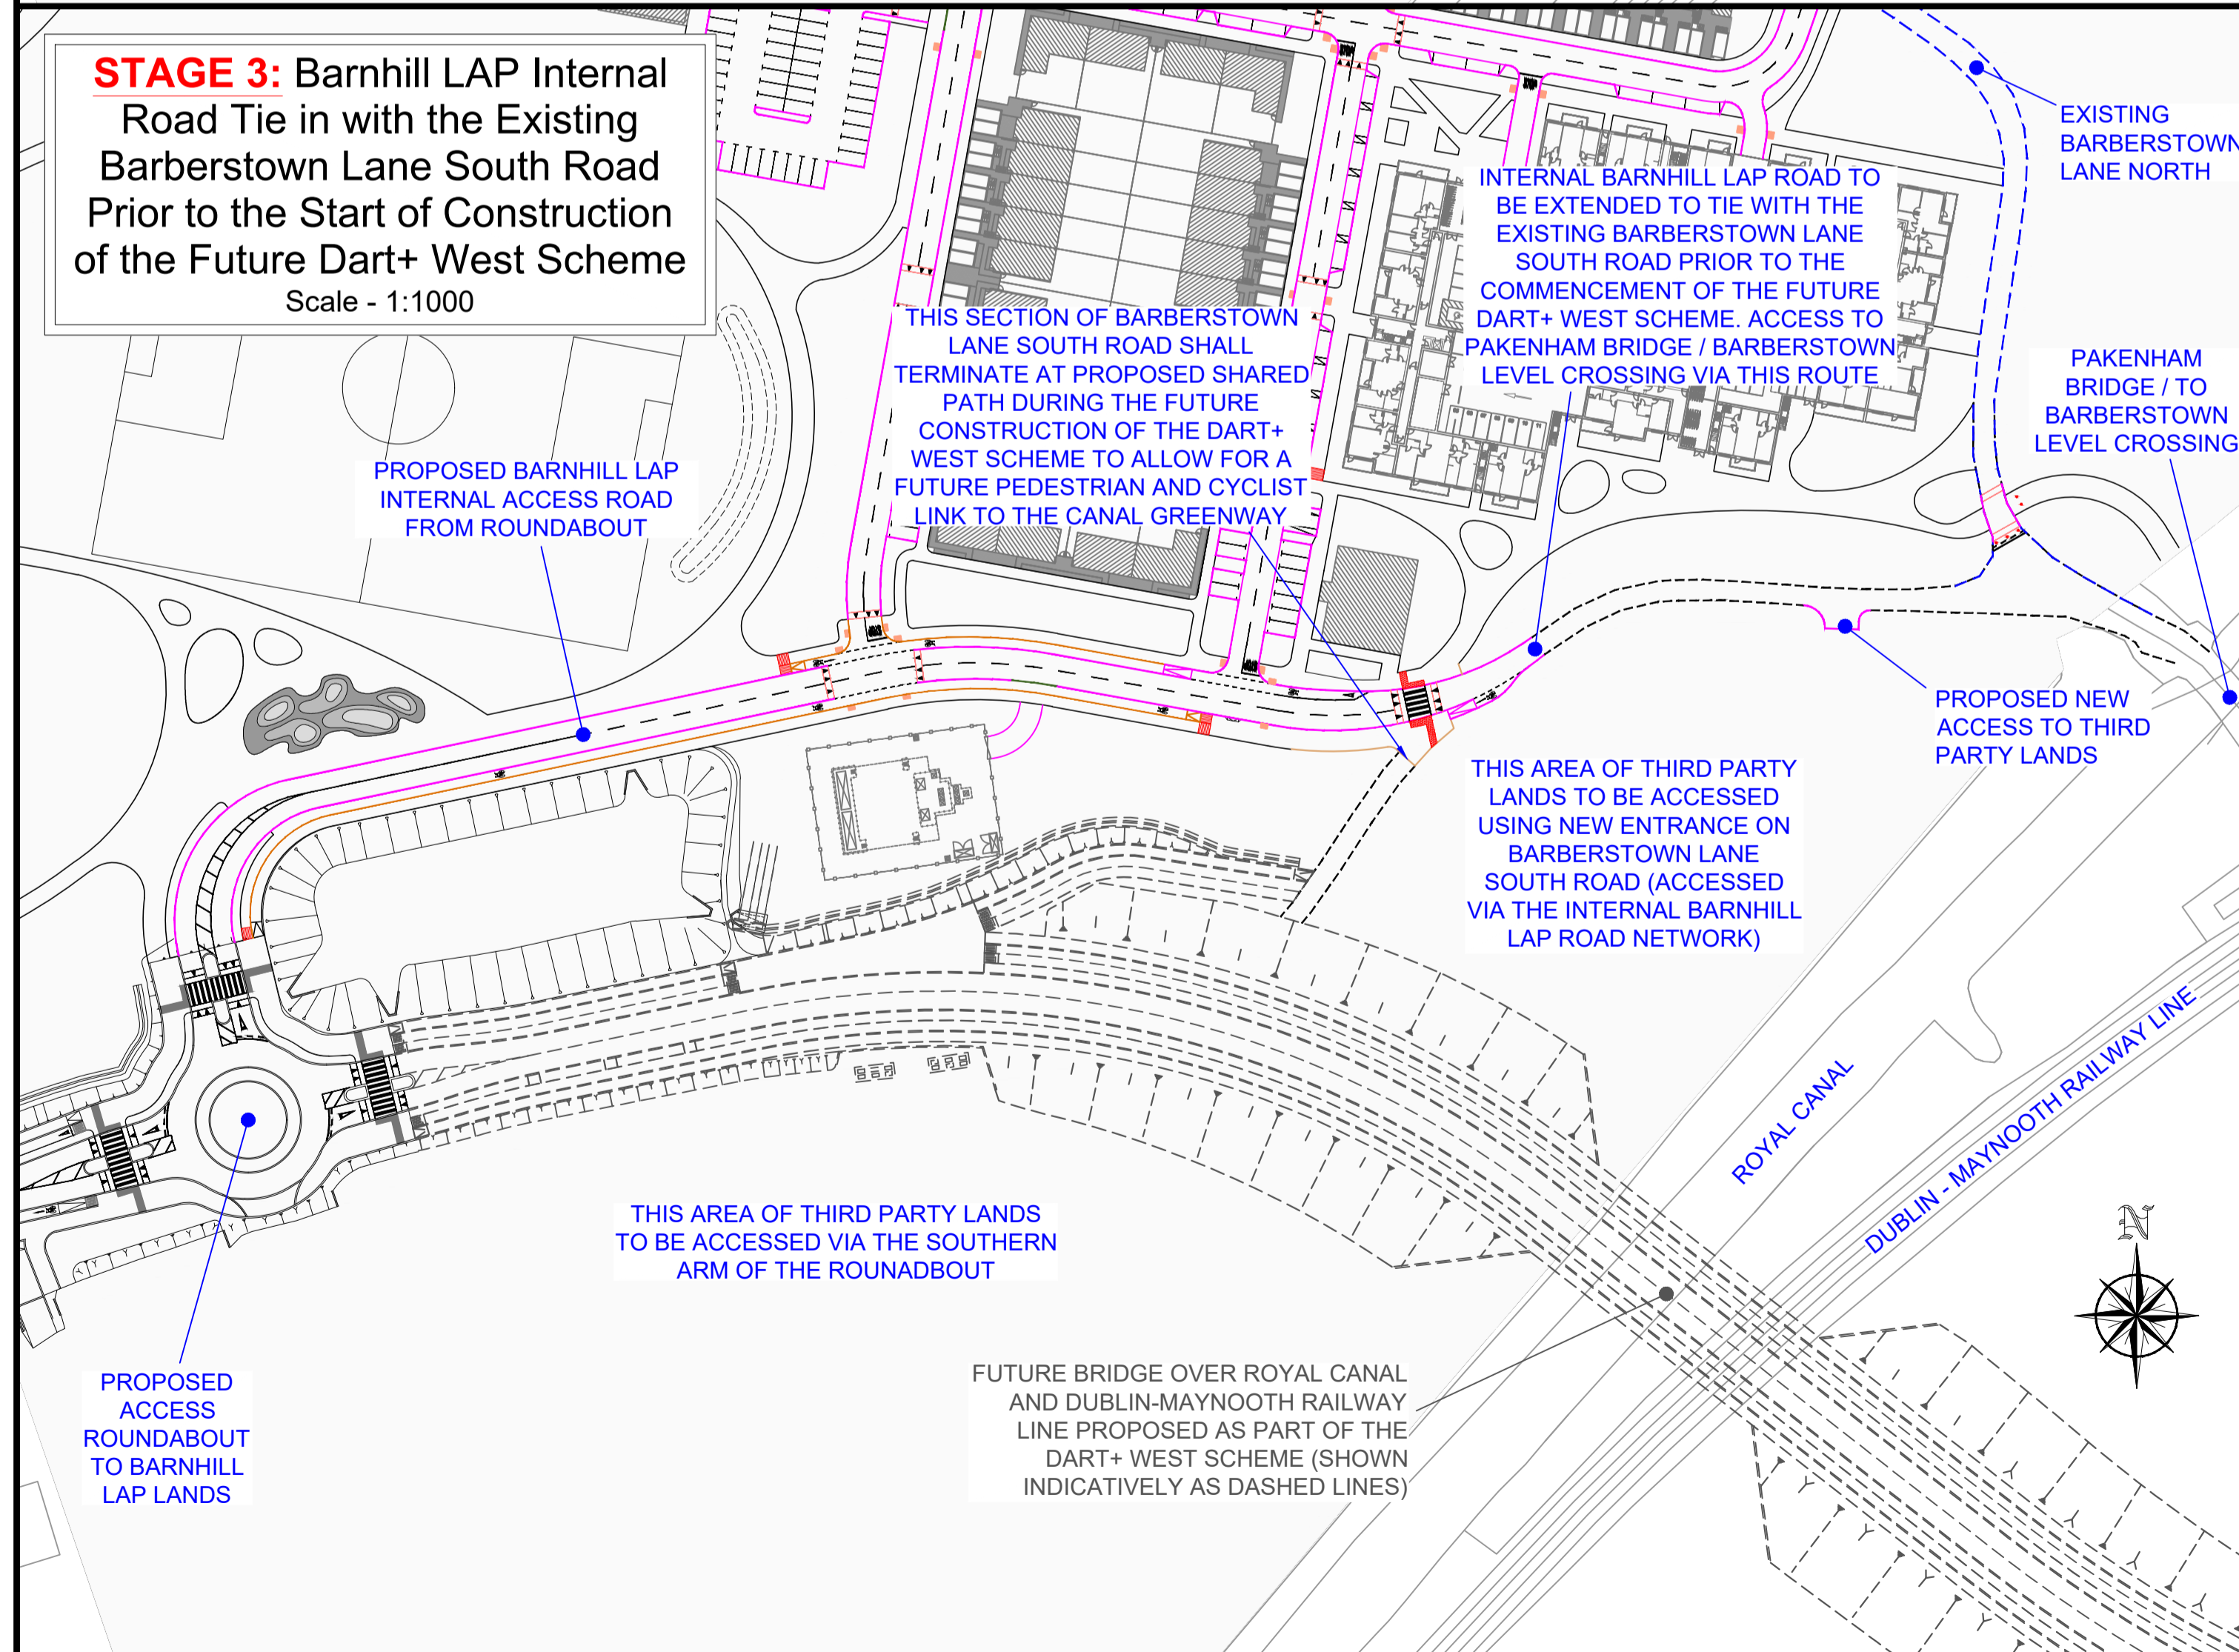 STAGE 3: Barnhill LAP Internal
Road Tie in with the Existing
Barberstown Lane South Road
Prior to the Start of Construction
of the Future Dart+ West Scheme
Scale - 1:1000
EXISTING
BARBERSTOWN
LANE NORTH
INTERNAL BARNHILL LAP ROAD TO
BE EXTENDED TO TIE WITH THE
EXISTING BARBERSTOWN LANE
SOUTH ROAD PRIOR TO THE
COMMENCEMENT OF THE FUTURE
DART+ WEST SCHEME. ACCESS TO
PAKENHAM BRIDGE / BARBERSTOWN
LEVEL CROSSING VIA THIS ROUTE
THIS SECTION OF BARBERSTOWN
LANE SOUTH ROAD SHALL
TERMINATE AT PROPOSED SHARED
PATH DURING THE FUTURE
CONSTRUCTION OF THE DART+
WEST SCHEME TO ALLOW FOR A
FUTURE PEDESTRIAN AND CYCLIST
LINK TO THE CANAL GREENWAY
PAKENHAM
BRIDGE / TO
BARBERSTOWN
LEVEL CROSSING
PROPOSED BARNHILL LAP
INTERNAL ACCESS ROAD
FROM ROUNDABOUT
PROPOSED NEW
ACCESS TO THIRD
PARTY LANDS
THIS AREA OF THIRD PARTY
LANDS TO BE ACCESSED
USING NEW ENTRANCE ON
BARBERSTOWN LANE
SOUTH ROAD (ACCESSED
VIA THE INTERNAL BARNHILL
LAP ROAD NETWORK)
ROYAL CANAL
DUBLIN - MAYNOOTH RAILWAY LINE
THIS AREA OF THIRD PARTY LANDS
TO BE ACCESSED VIA THE SOUTHERN
ARM OF THE ROUNADBOUT
N
PROPOSED
ACCESS
ROUNDABOUT
TO BARNHILL
LAP LANDS
FUTURE BRIDGE OVER ROYAL CANAL
AND DUBLIN-MAYNOOTH RAILWAY
LINE PROPOSED AS PART OF THE
DART+ WEST SCHEME (SHOWN
INDICATIVELY AS DASHED LINES)